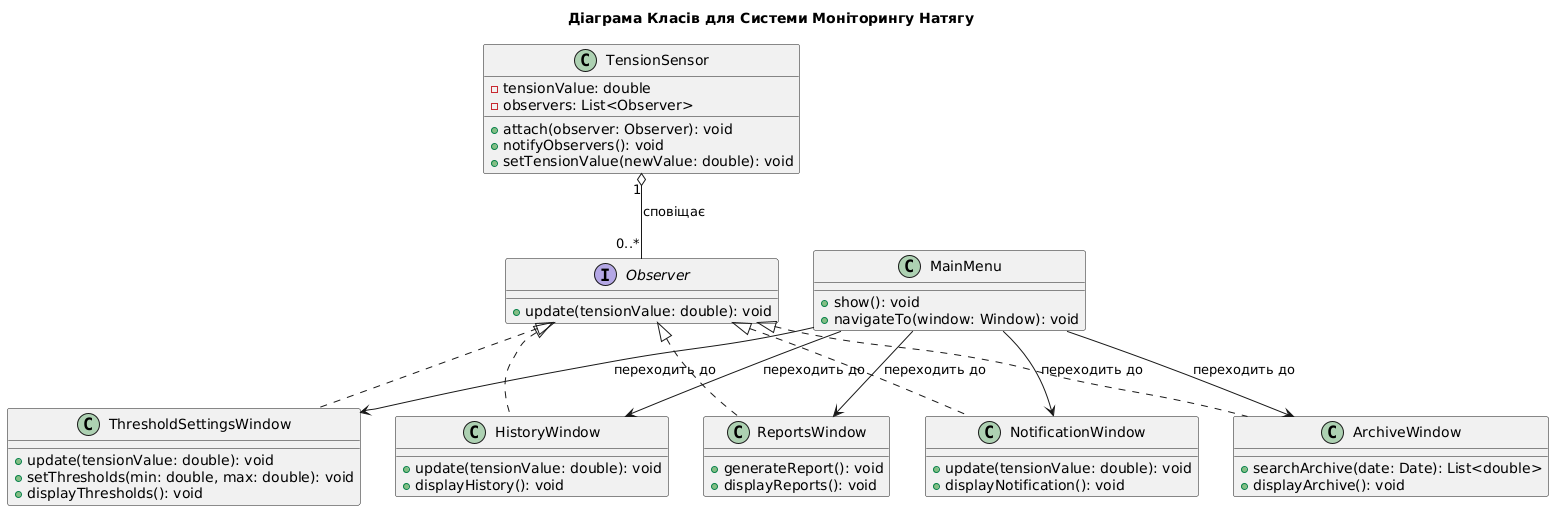 Діаграма Класів для Системи Моніторингу Натягу
C TensionSensor
tensionValue: double
observers: List<Observer>
attach(observer: Observer): void
notifyObservers(): void
setTensionValue(newValue: double): void
1
сповіщає
0..*
I Observer
update(tensionValue: double): void
C MainMenu
show(): void
navigateTo(window: Window): void
переходить до
переходить до
переходить до
переходить до
переходить до
C ThresholdSettingsWindow
update(tensionValue: double): void
setThresholds(min: double, max: double): void
displayThresholds(): void
C HistoryWindow
update(tensionValue: double): void
displayHistory(): void
C ReportsWindow
generateReport(): void
displayReports(): void
C NotificationWindow
update(tensionValue: double): void
displayNotification(): void
C ArchiveWindow
searchArchive(date: Date): List<double>
displayArchive(): void